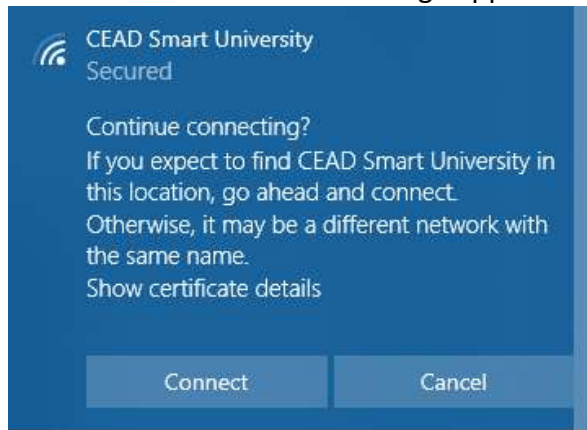 CEAD Smart University
Secured
Continue connecting?
If you expect to find CEAD Smart University in
this location, go ahead and connect.
Otherwise, it may be a different network with
the same name.
Show certificate details
Connect
Cancel